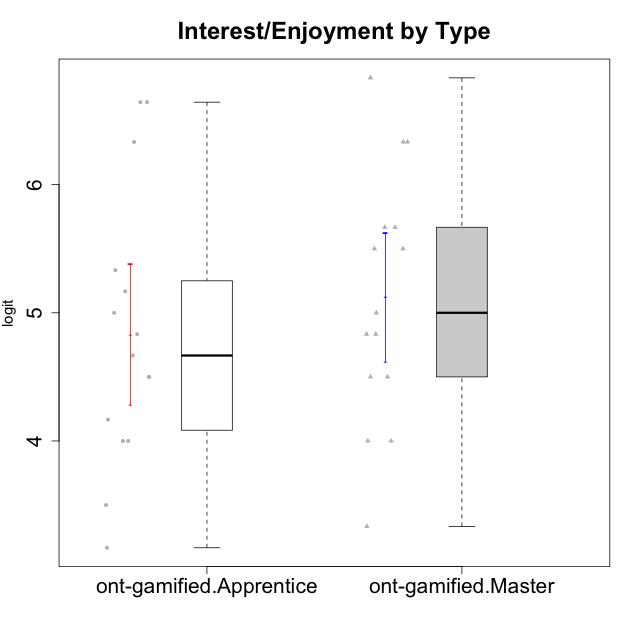 Interest/Enjoyment by Type
6
5
4
logit
ont-gamified.Apprentice
ont-gamified.Master